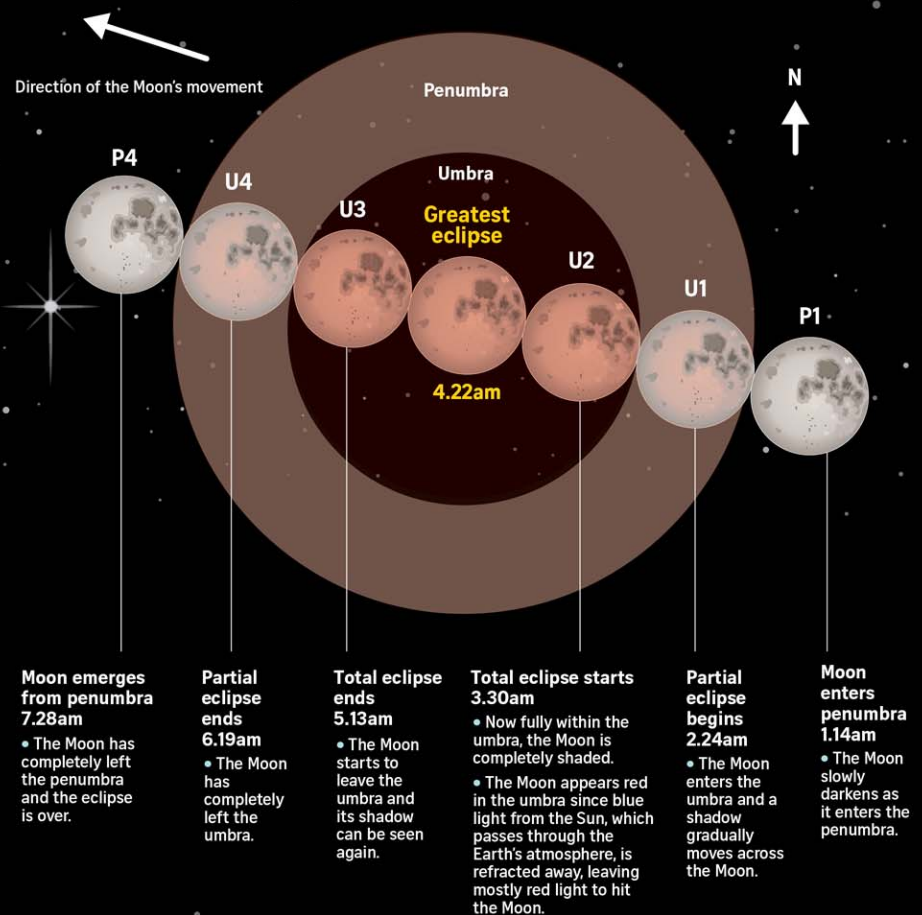 Direction of the Moon's movement
N
Penumbra
Umbra
P4
U4
U3
Greatest
eclipse
4.22am
U2
U1
P1
Moon emerges
from penumbra
7.28am
• The Moon has
completely left
the penumbra
and the eclipse
is over.
Partial
eclipse
ends
6.19am
• The Moon
has
completely
left the
umbra.
Total eclipse
ends
5.13am
• The Moon
starts to
leave the
umbra and
its shadow
can be seen
again.
Total eclipse starts
3.30am
• Now fully within the
umbra, the Moon is
completely shaded.
• The Moon appears red
in the umbra since blue
light from the Sun, which
passes through the
Earth's atmosphere, is
refracted away, leaving
mostly red light to hit
the Moon.
Partial
eclipse
begins
2.24am
• The Moon
enters the
umbra and a
shadow
gradually
moves across
the Moon.
Moon
enters
penumbra
1.14am
• The Moon
slowly
darkens as
it enters the
penumbra.